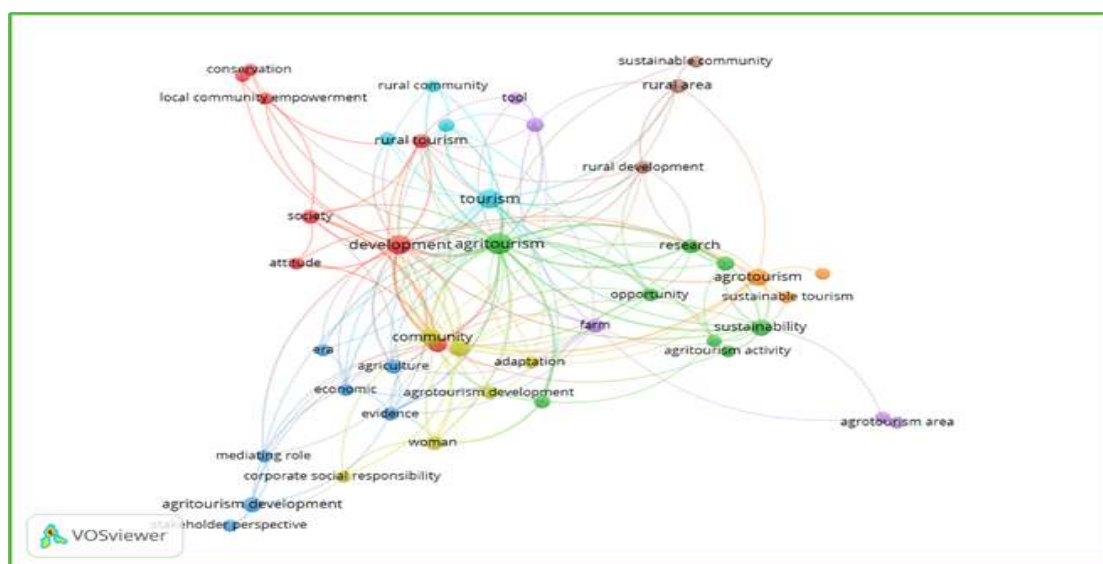 sustainable community
conservation
rural community
rural area
local community empowerment
tool
rural tourism
rural development
tourism
society
development
agritourism
research
attitude
agrotourism
opportunity
sustainable tourism
farm
sustainability
community
era
adaptation
agritourism activity
agriculture
economic
agrotourism development
evidence
agrotourism area
woman
mediating role
corporate social responsibility
agritourism development
stakeholder perspective
VOSviewer